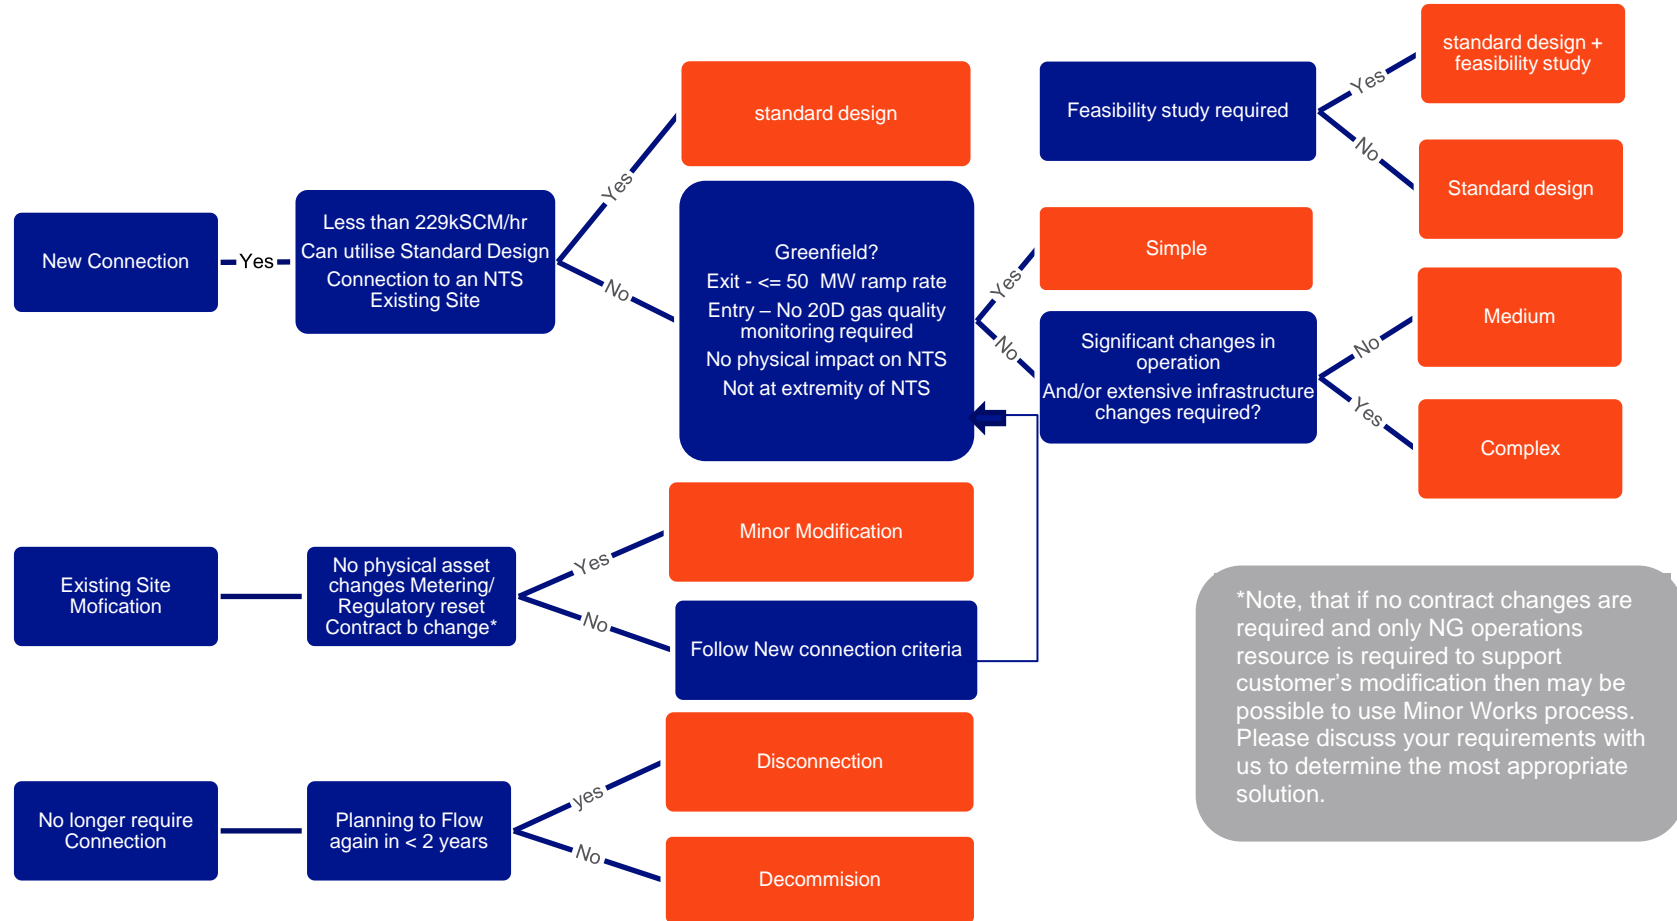 New Connection
Yes
Less than 229kSCM/hr
Can utilise Standard Design
Connection to an NTS
Existing Site
Yes
standard design
No
Greenfield?
Exit - <= 50 MW ramp rate
Entry – No 20D gas quality
monitoring required
No physical impact on NTS
Not at extremity of NTS
Feasibility study required
Yes
standard design +
feasibility study
No
Standard design
Yes
Simple
No
Significant changes in
operation
And/or extensive infrastructure
changes required?
No
Medium
Yes
Complex
Existing Site
Mofication
No physical asset
changes Metering/
Regulatory reset
Contract b change*
Yes
Minor Modification
No
Follow New connection criteria
No longer require
Connection
Planning to Flow
again in < 2 years
yes
Disconnection
No
Decommision
*Note, that if no contract changes are
required and only NG operations
resource is required to support
customer’s modification then may be
possible to use Minor Works process.
Please discuss your requirements with
us to determine the most appropriate
solution.